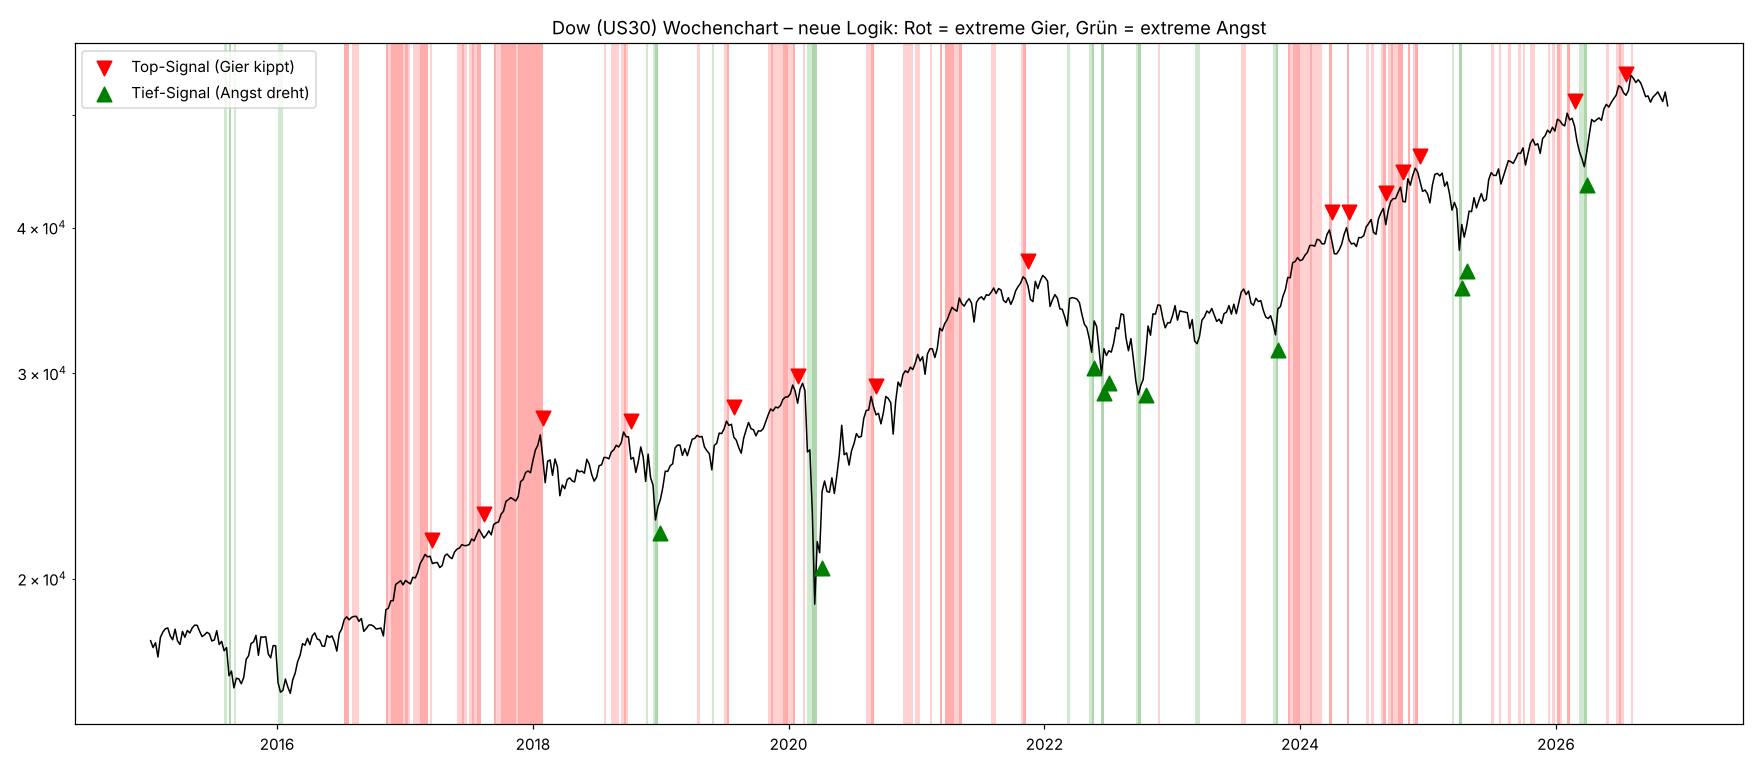 Dow (US30) Wochenchart – neue Logik: Rot = extreme Gier, Grün = extreme Angst
Top-Signal (Gier kippt)
Tief-Signal (Angst dreht)
4 × 10⁴
3 × 10⁴
2 × 10⁴
2016 2018 2020 2022 2024 2026